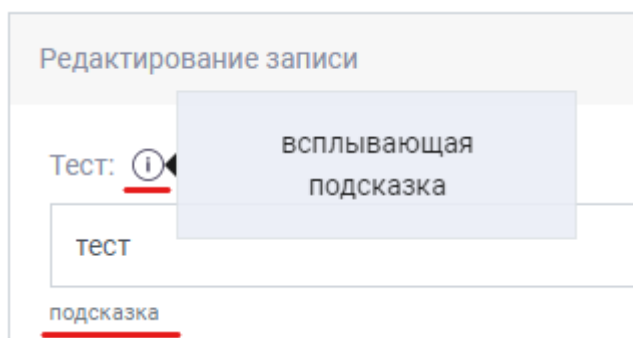 Редактирование записи
всплывающая
подсказка
Тест:
тест
подсказка